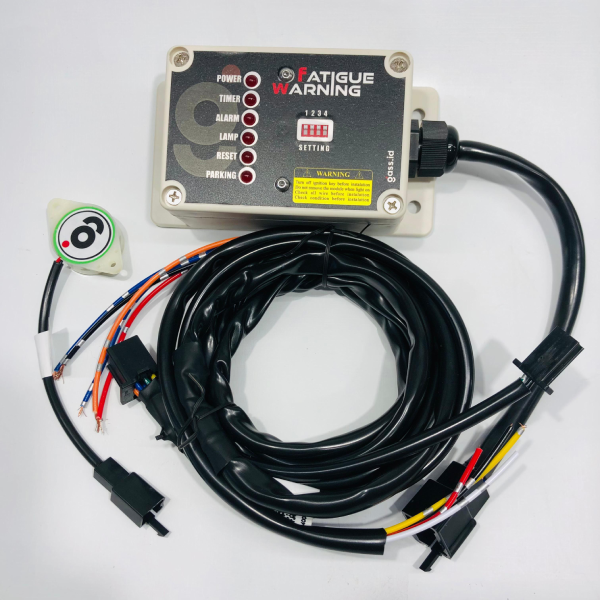 POWER
TIMER
ALARM
LAMP
RESET
PARKING
FATIGUE
WARNING
1 2 3 4
SETTING
WARNING
Turn off ignition key before instalation
Do not remove the module when light on
Check all wire before instalation
Check condition before instalation
gass.id